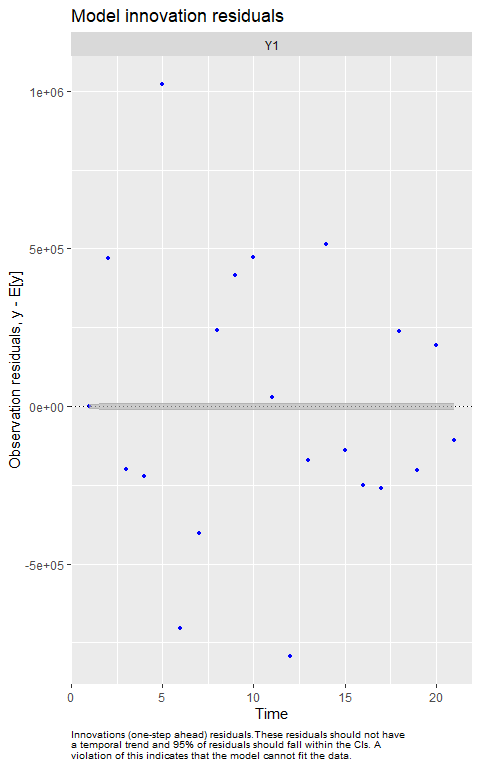 Model innovation residuals
Y1
Observation residuals, y - E[y]
1e+06
5e+05
0e+00
-5e+05
0 5 10 15 20
Time
Innovations (one-step ahead) residuals.These residuals should not have
a temporal trend and 95% of residuals should fall within the CIs. A
violation of this indicates that the model cannot fit the data.